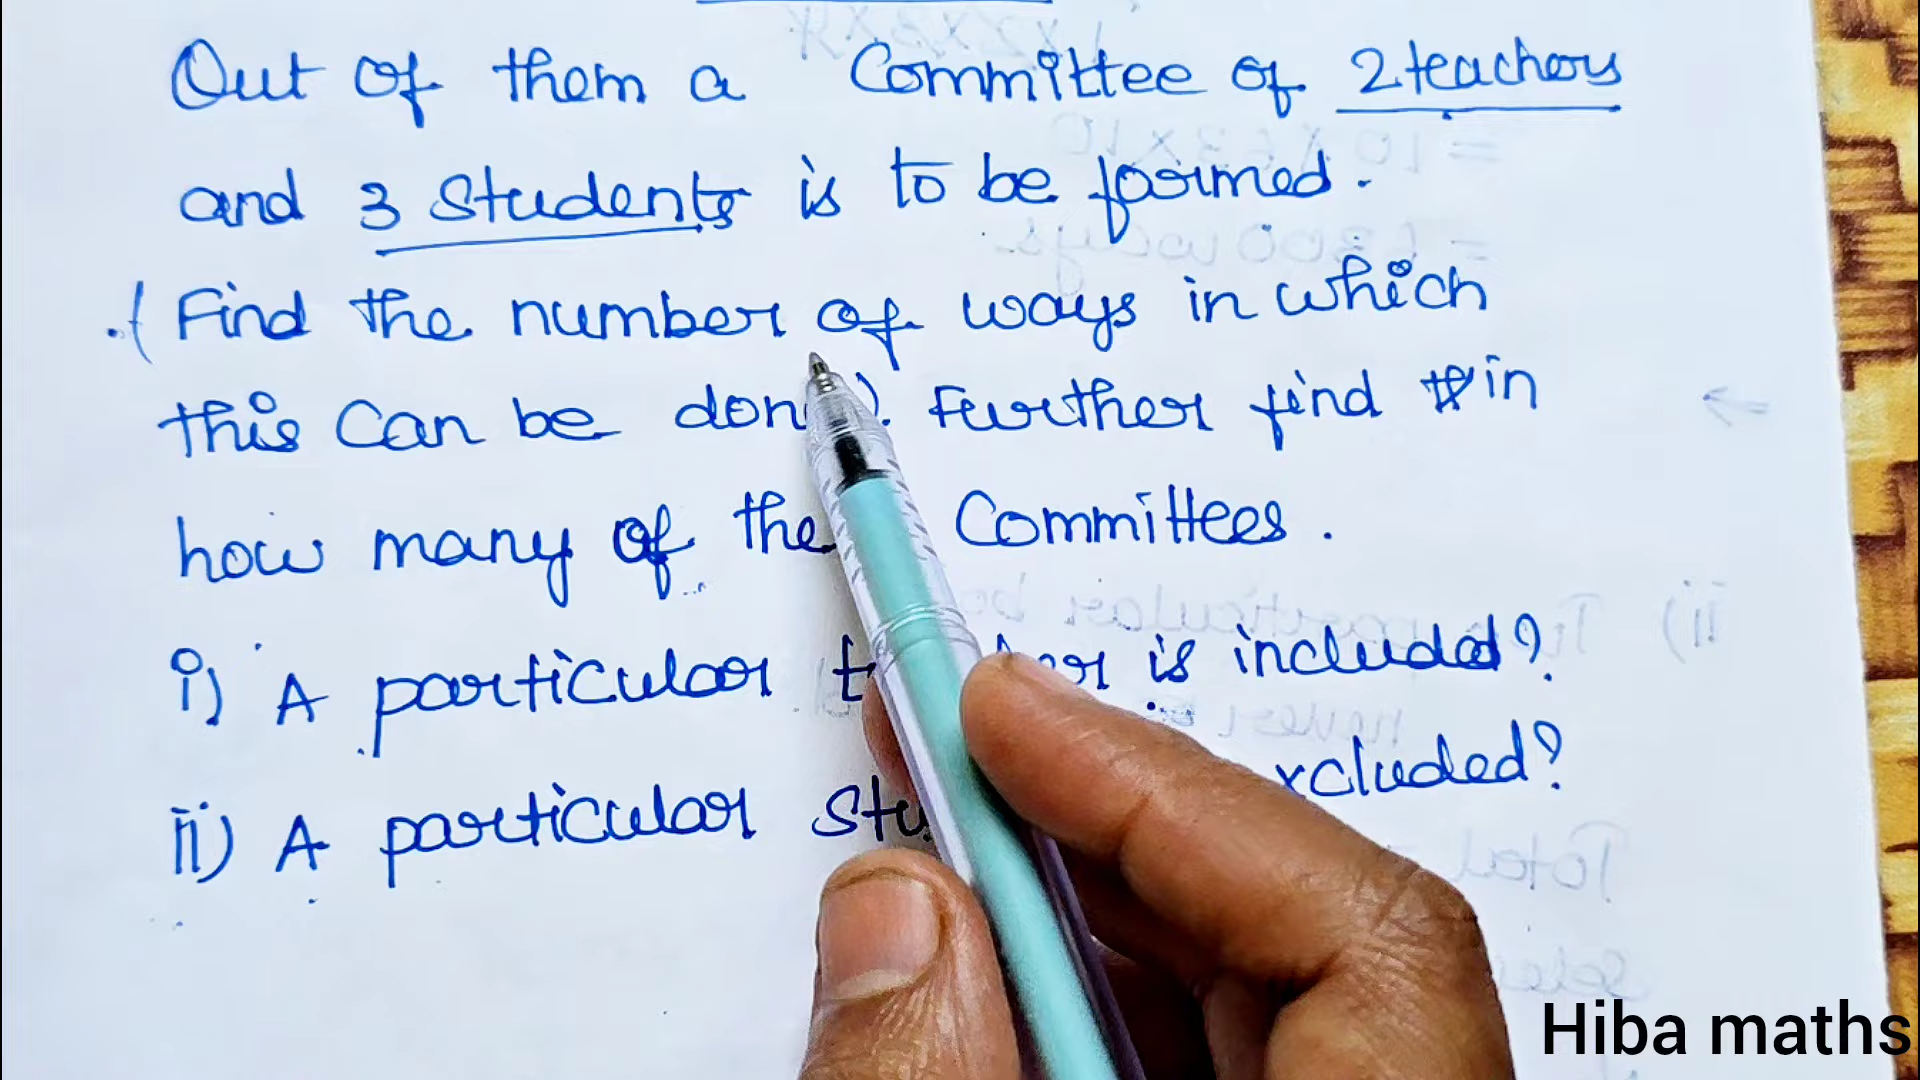 Out of them a Committee of 2 teachers
and 3 Students is to be formed.
(Find the number of ways in which
this Can be don ). Further find in
how many of the Committees.
i) A particular is included?
ii) A particular xcluded?
Hiba maths